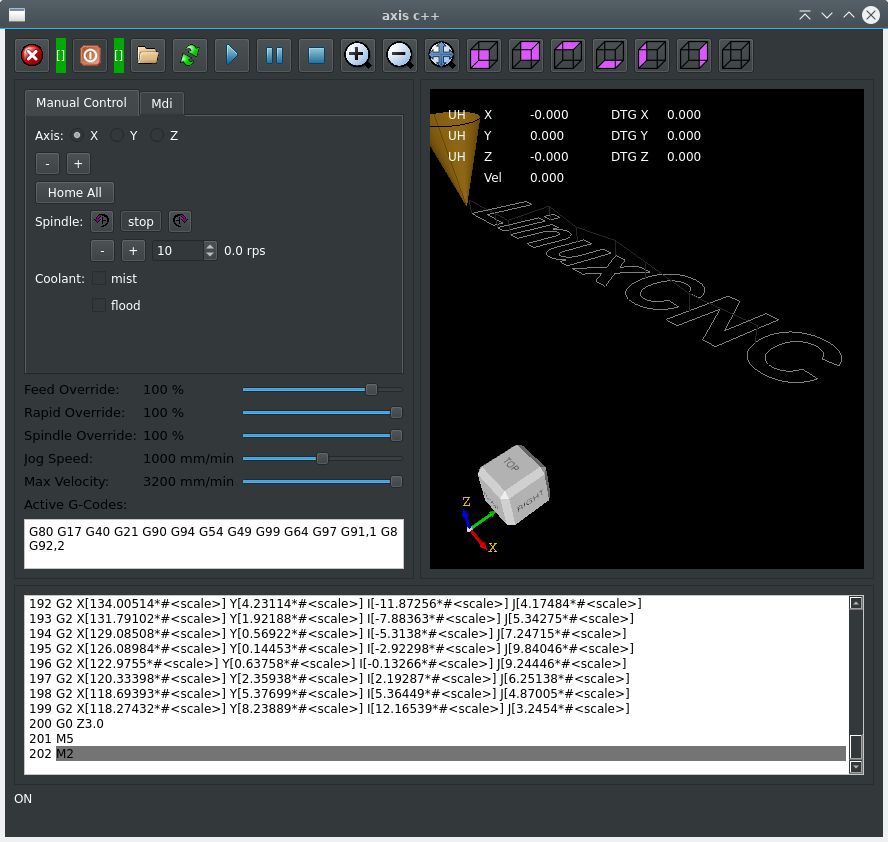 axis c++
[] []
Manual Control Mdi
Axis: X Y Z
- +
Home All
Spindle: stop
- + 10 0.0 rps
Coolant: mist
flood
Feed Override: 100 %
Rapid Override: 100 %
Spindle Override: 100 %
Jog Speed: 1000 mm/min
Max Velocity: 3200 mm/min
Active G-Codes:
G80 G17 G40 G21 G90 G94 G54 G49 G99 G64 G97 G91,1 G8
G92,2
UH X -0.000 DTG X 0.000
UH Y 0.000 DTG Y 0.000
UH Z -0.000 DTG Z 0.000
Vel 0.000
LinuxCNC
TOP
RIGHT
Z
X
192 G2 X[134.00514*#<scale>] Y[4.23114*#<scale>] I[-11.87256*#<scale>] J[4.17484*#<scale>]
193 G2 X[131.79102*#<scale>] Y[1.92188*#<scale>] I[-7.88363*#<scale>] J[5.34275*#<scale>]
194 G2 X[129.08508*#<scale>] Y[0.56922*#<scale>] I[-5.3138*#<scale>] J[7.24715*#<scale>]
195 G2 X[126.08984*#<scale>] Y[0.14453*#<scale>] I[-2.92298*#<scale>] J[9.84046*#<scale>]
196 G2 X[122.9755*#<scale>] Y[0.63758*#<scale>] I[-0.13266*#<scale>] J[9.24446*#<scale>]
197 G2 X[120.33398*#<scale>] Y[2.35938*#<scale>] I[2.19287*#<scale>] J[6.25138*#<scale>]
198 G2 X[118.69393*#<scale>] Y[5.37699*#<scale>] I[5.36449*#<scale>] J[4.87005*#<scale>]
199 G2 X[118.27432*#<scale>] Y[8.23889*#<scale>] I[12.16539*#<scale>] J[3.2454*#<scale>]
200 G0 Z3.0
201 M5
202 M2
ON